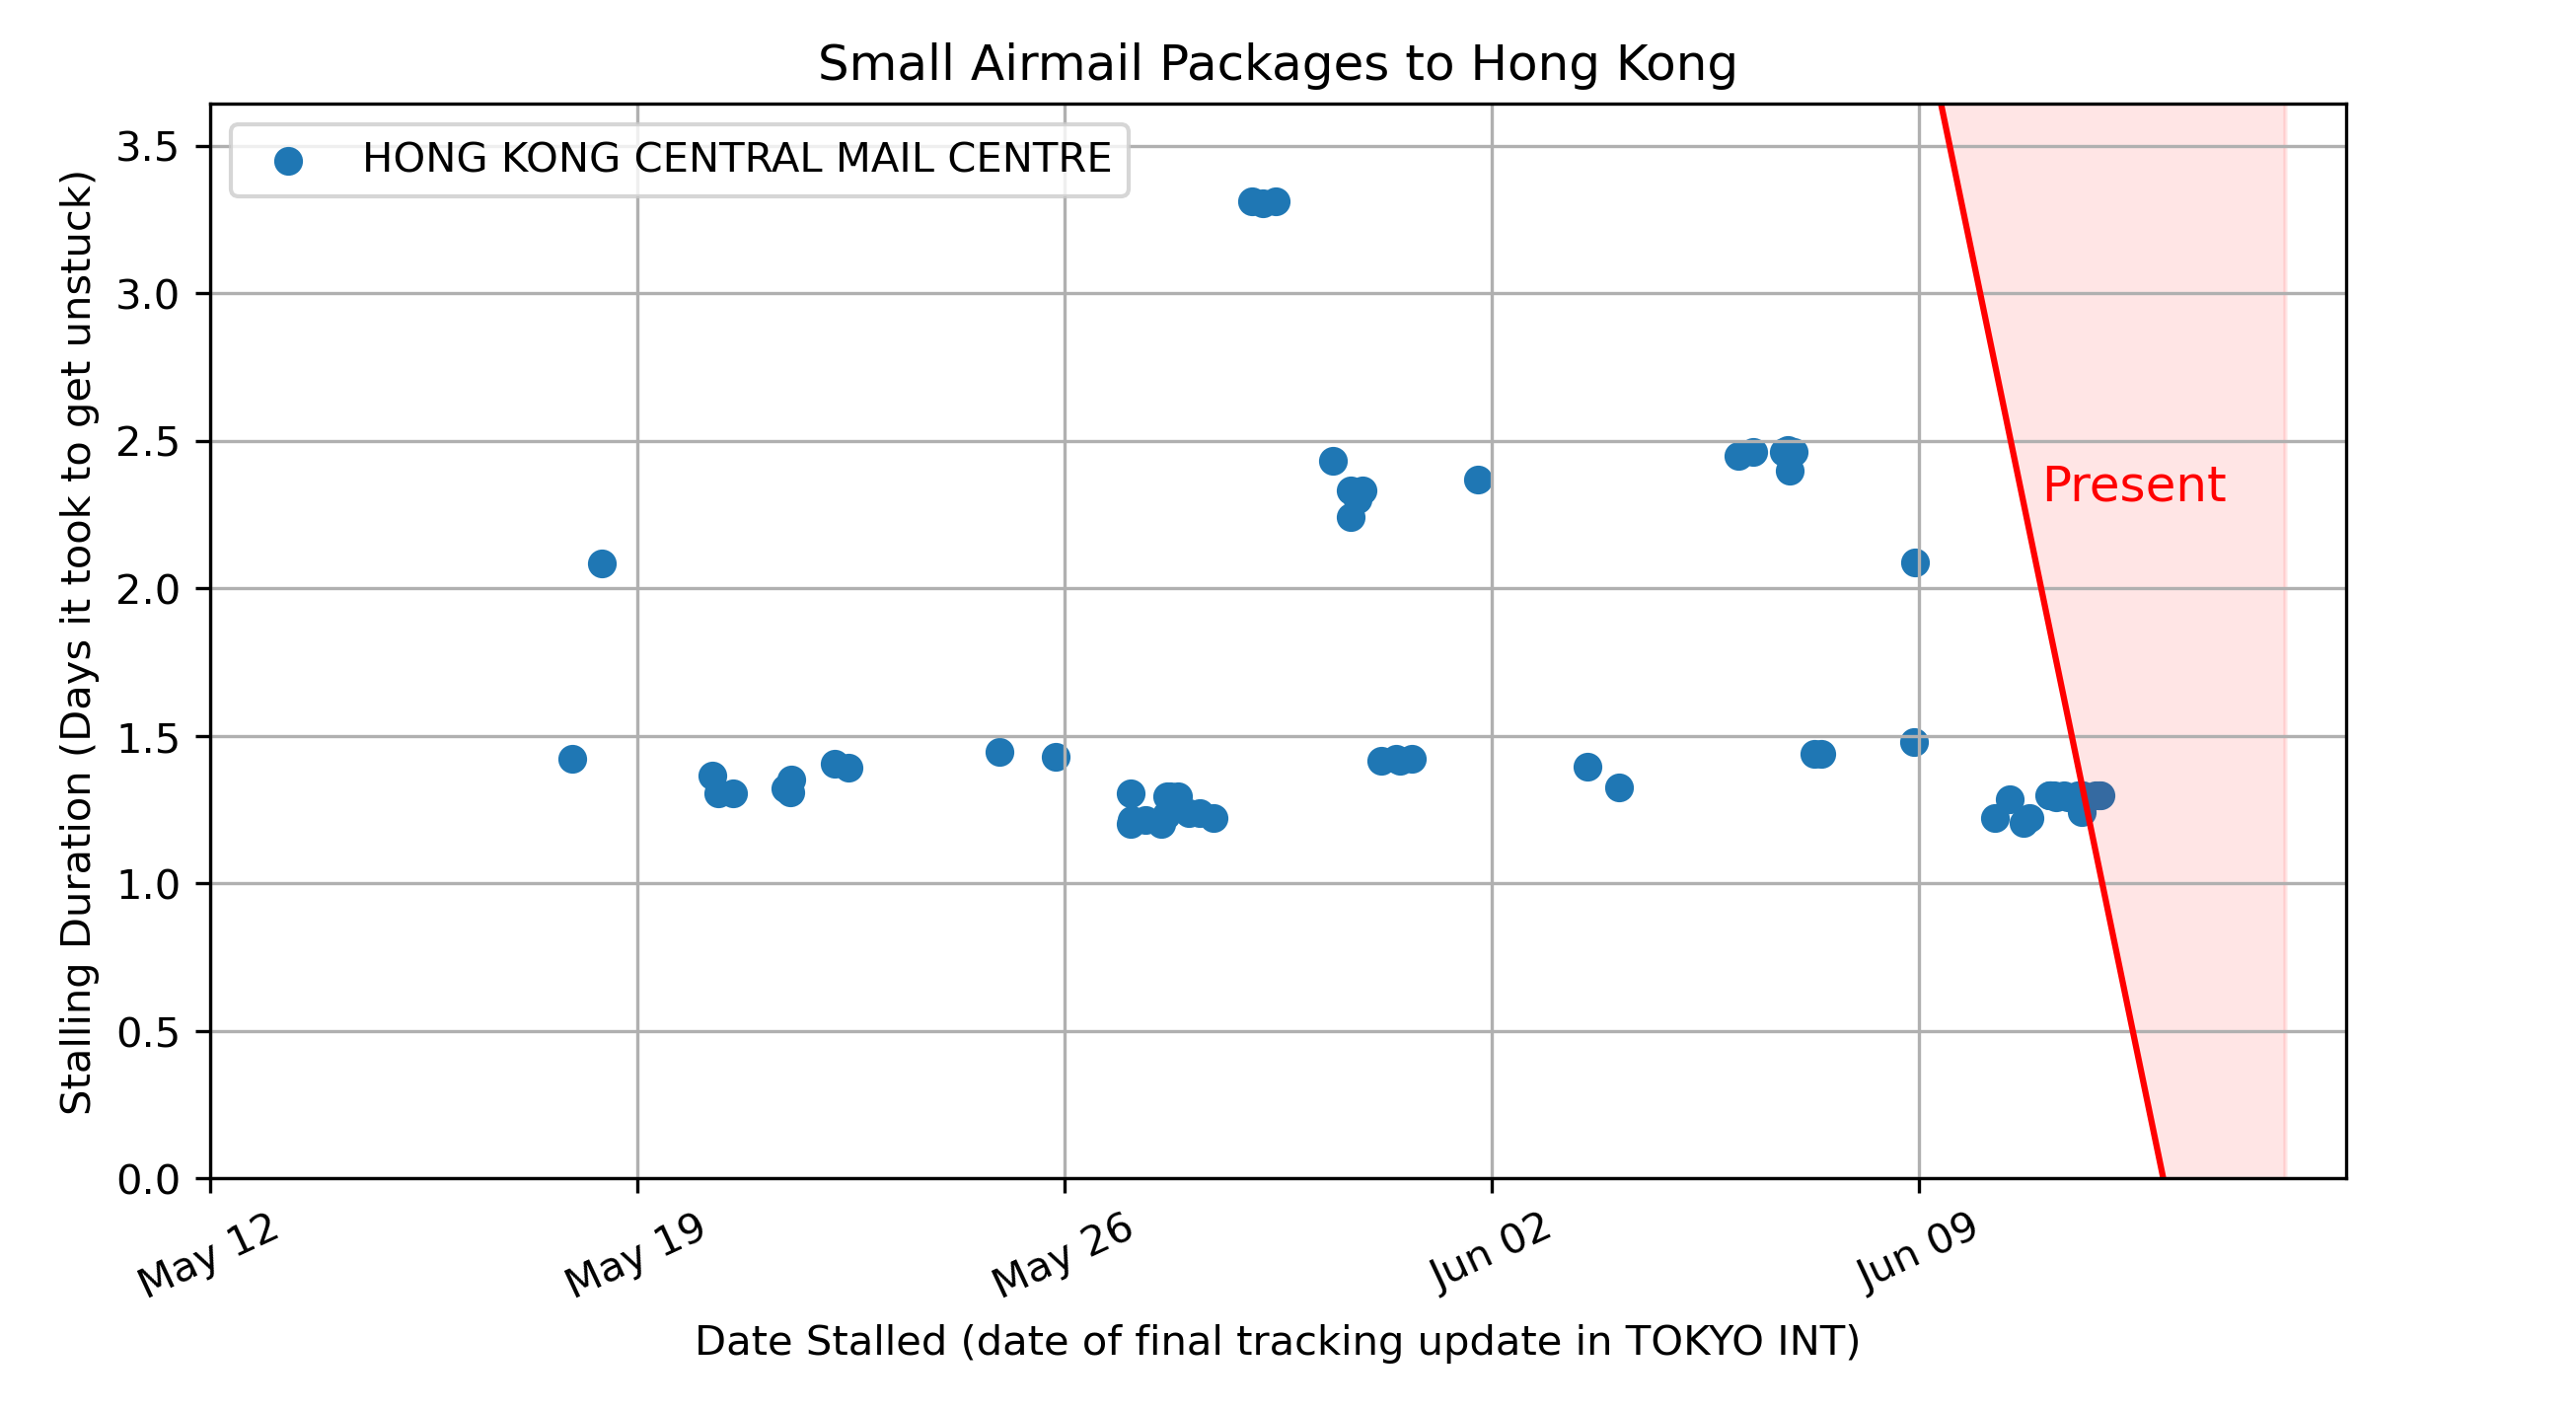 Small Airmail Packages to Hong Kong
HONG KONG CENTRAL MAIL CENTRE
Stalling Duration (Days it took to get unstuck)
3.5
3.0
2.5
2.0
1.5
1.0
0.5
0.0
Present
May 12
May 19
May 26
Jun 02
Jun 09
Date Stalled (date of final tracking update in TOKYO INT)